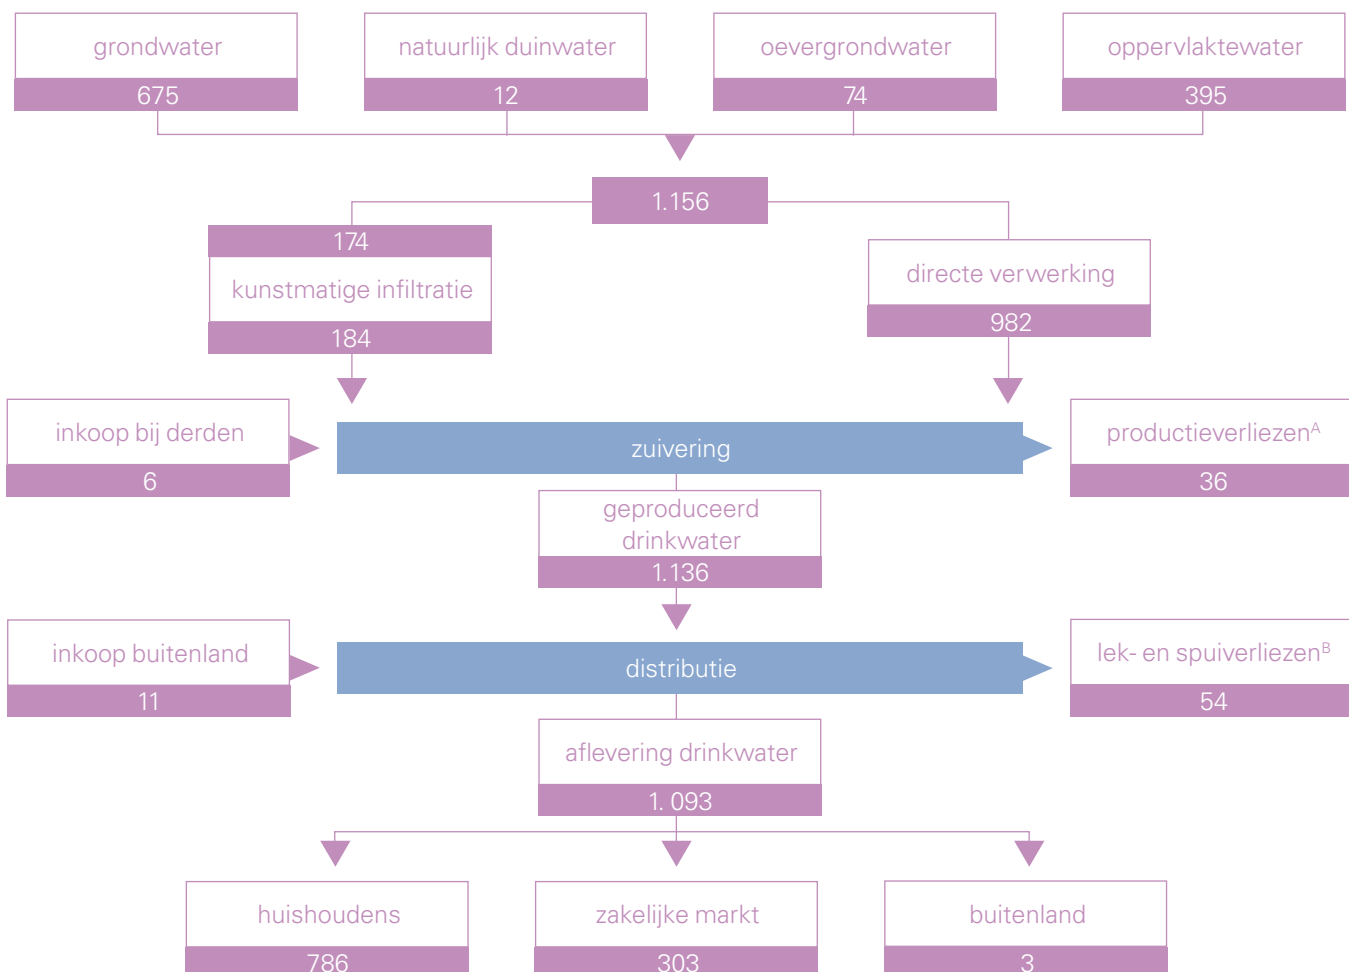 grondwater
675
natuurlijk duinwater
12
oevergrondwater
74
oppervlaktewater
395
1.156
174
kunstmatige infiltratie
184
directe verwerking
982
inkoop bij derden
6
zuivering
productieverliezenA
36
geproduceerd
drinkwater
1.136
inkoop buitenland
11
distributie
lek- en spuiverliezenB
54
aflevering drinkwater
1. 093
huishoudens
786
zakelijke markt
303
buitenland
3